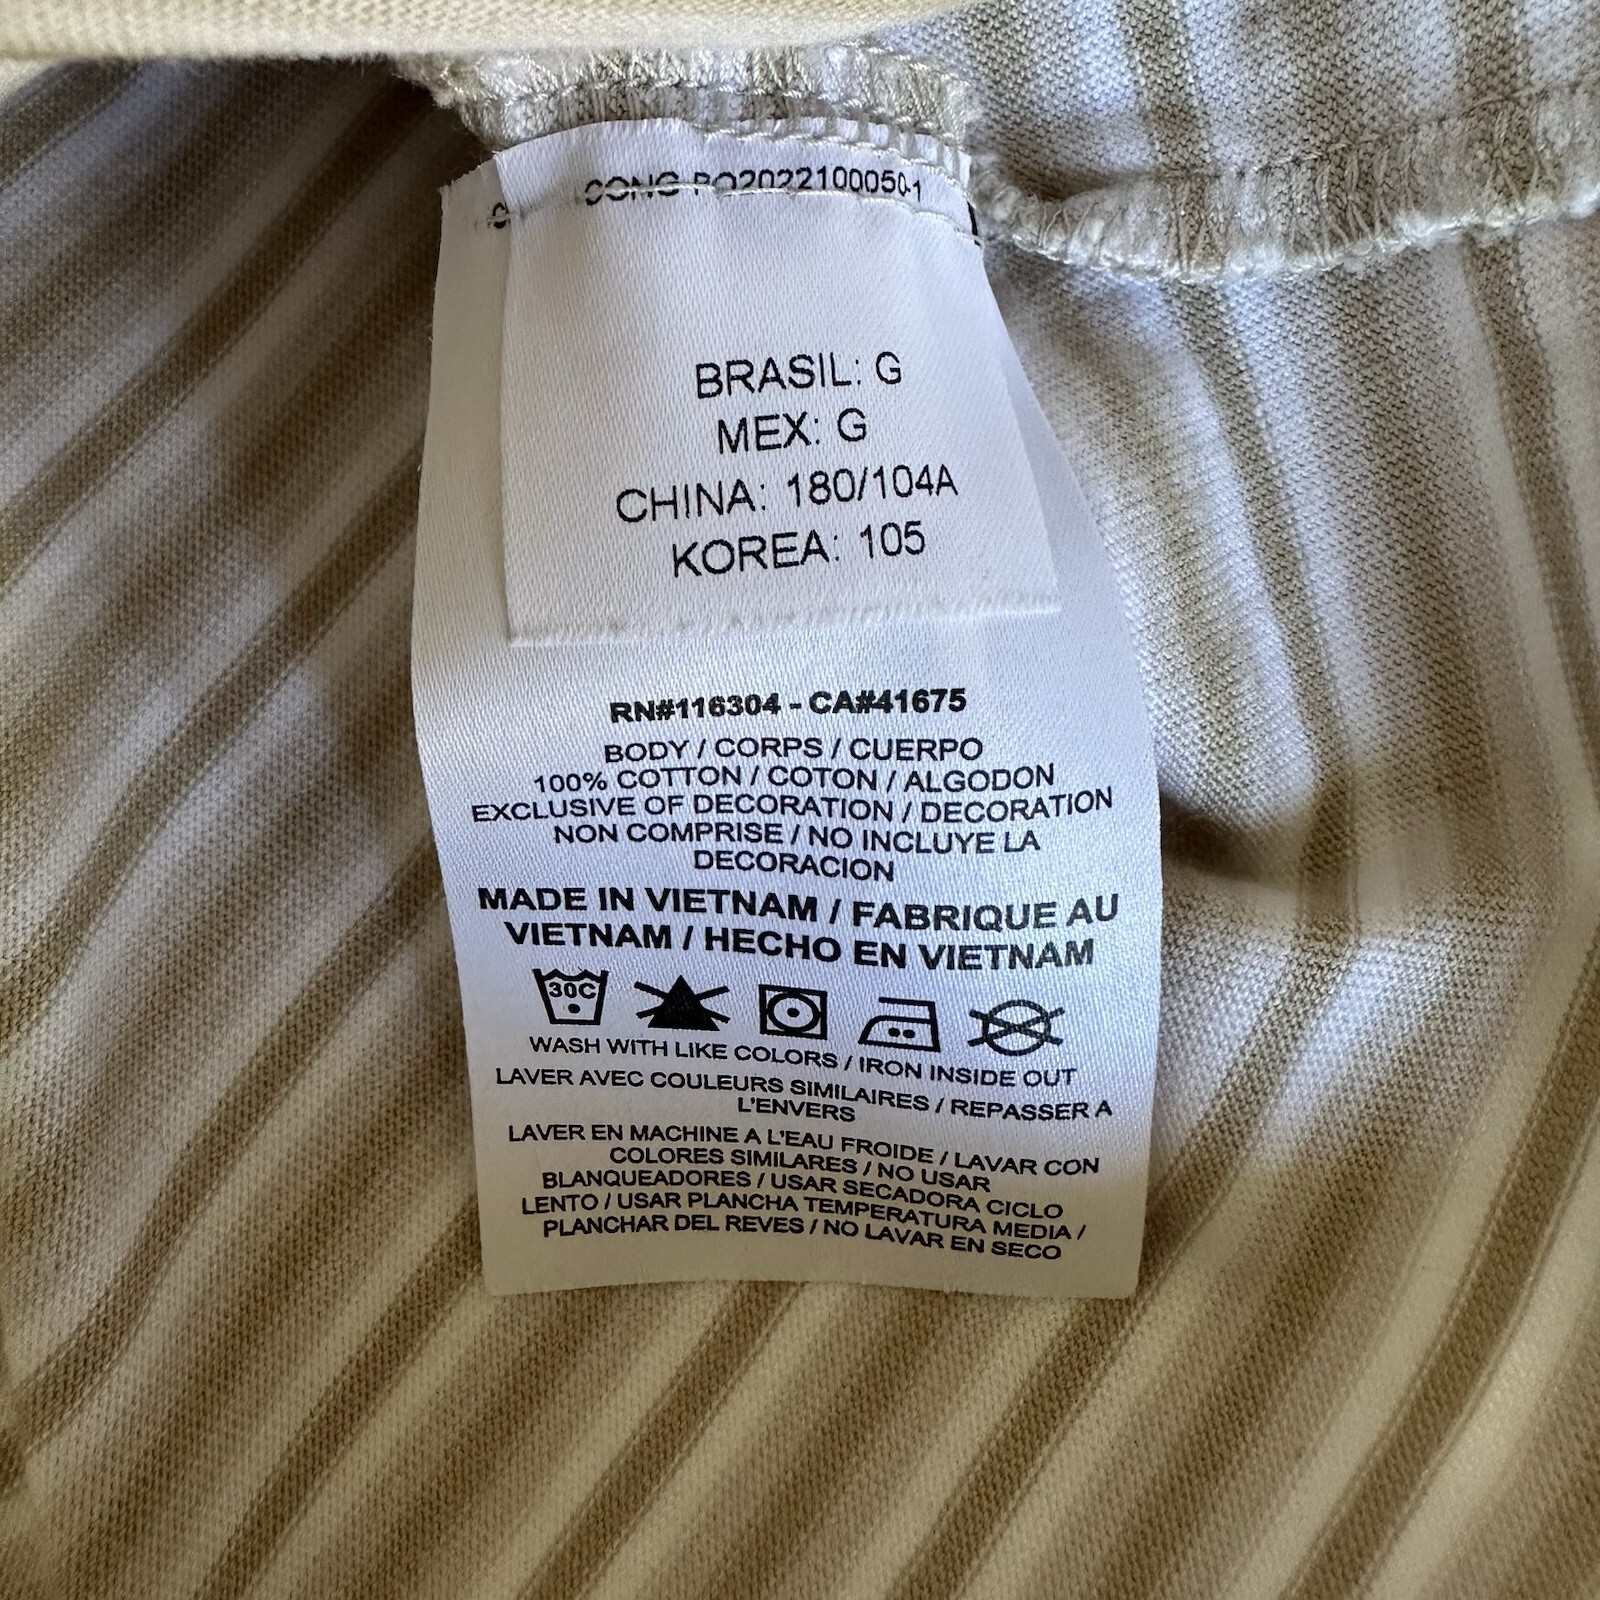 CONG PO2022100050-1
BRASIL: G
MEX: G
CHINA: 180/104A
KOREA: 105
RN#116304 - CA#41675
BODY / CORPS / CUERPO
100% COTTON / COTON / ALGODON
EXCLUSIVE OF DECORATION / DECORATION
NON COMPRISE / NO INCLUYE LA
DECORACION
MADE IN VIETNAM / FABRIQUE AU
VIETNAM / HECHO EN VIETNAM
30C
WASH WITH LIKE COLORS / IRON INSIDE OUT
LAVER AVEC COULEURS SIMILAIRES / REPASSER A
L'ENVERS
LAVER EN MACHINE A L'EAU FROIDE / LAVAR CON
COLORES SIMILARES / NO USAR
BLANQUEADORES / USAR SECADORA CICLO
LENTO / USAR PLANCHA TEMPERATURA MEDIA /
PLANCHAR DEL REVES / NO LAVAR EN SECO